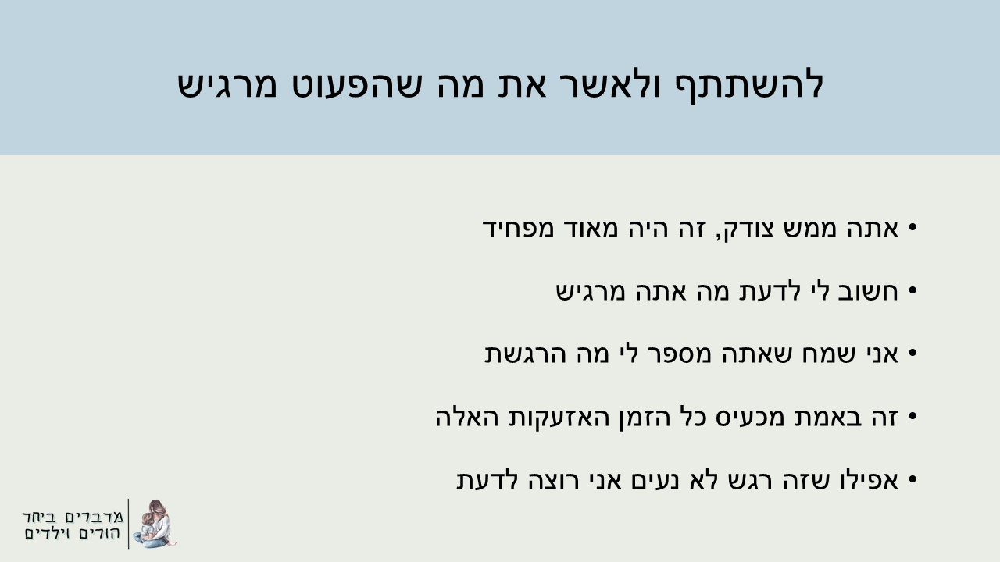 להשתתף ולאשר את מה שהפעוט מרגיש
• אתה ממש צודק, זה היה מאוד מפחיד
• חשוב לי לדעת מה אתה מרגיש
• אני שמח שאתה מספר לי מה הרגשת
• זה באמת מכעיס כל הזמן האזעקות האלה
• אפילו שזה רגש לא נעים אני רוצה לדעת
מדברים ביחד
הורים וילדים